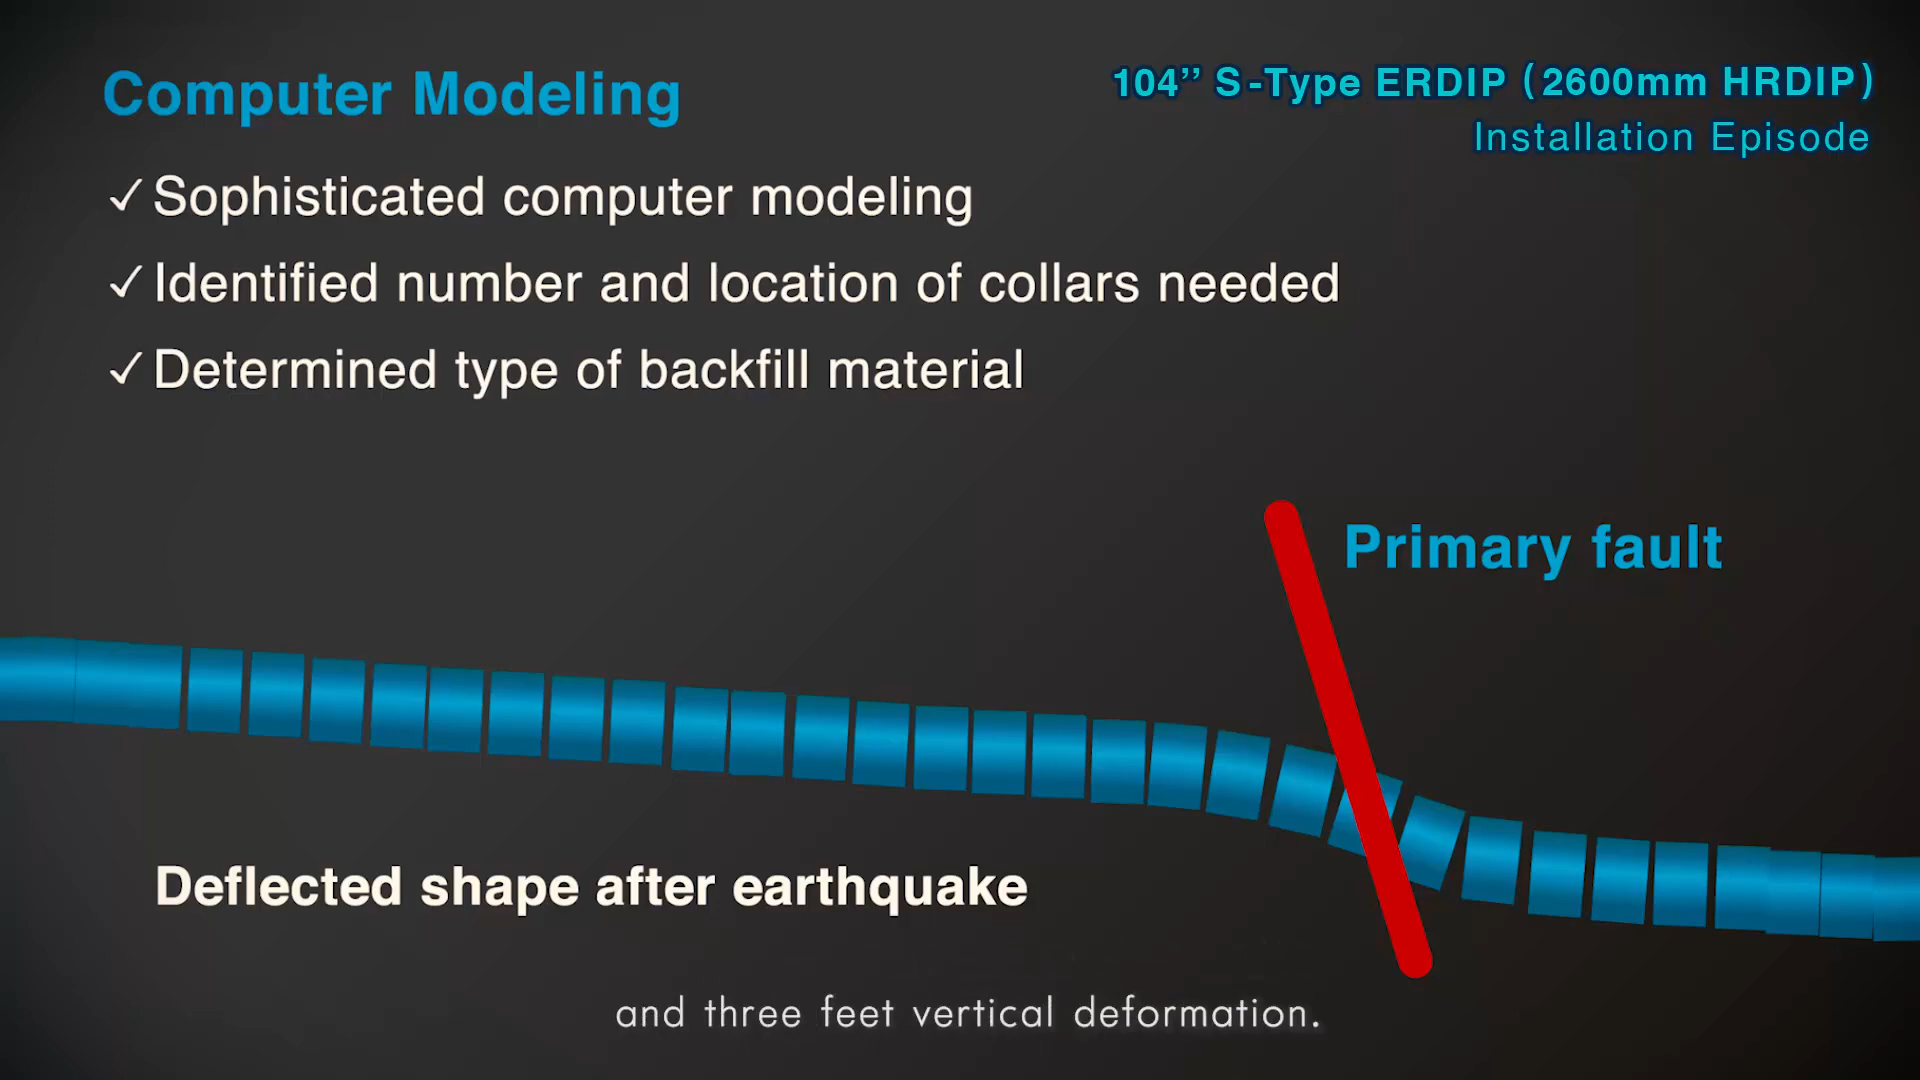 Computer Modeling
104’’ S-Type ERDIP (2600mm HRDIP)
Installation Episode
✓Sophisticated computer modeling
✓Identified number and location of collars needed
✓Determined type of backfill material
Primary fault
Deflected shape after earthquake
and three feet vertical deformation.